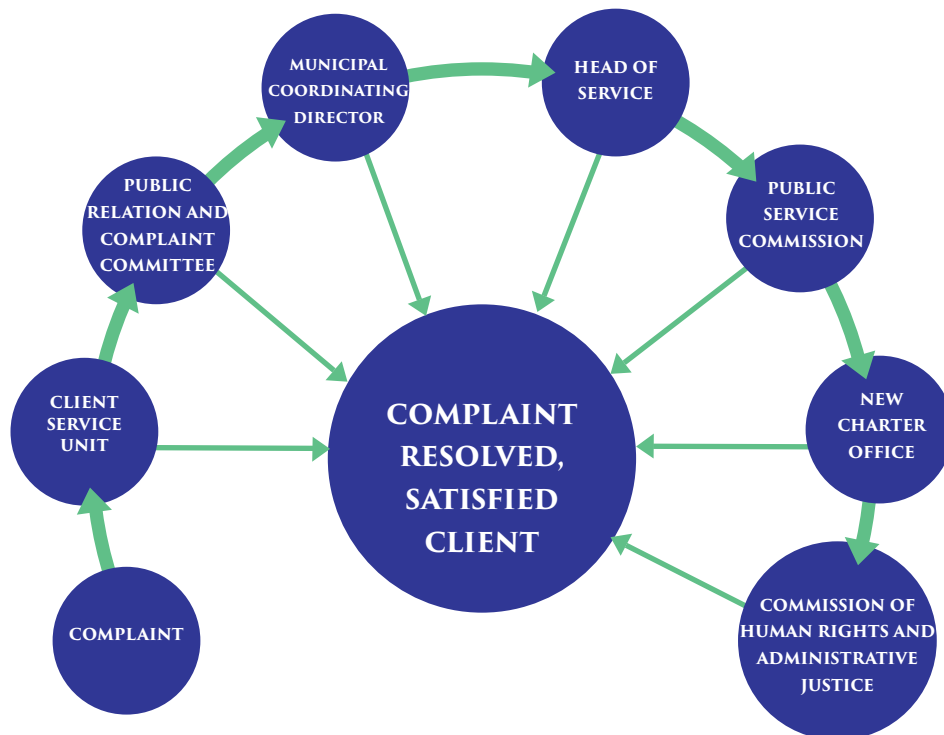 COMPLAINT
CLIENT
SERVICE
UNIT
PUBLIC
RELATION AND
COMPLAINT
COMMITTEE
MUNICIPAL
COORDINATING
DIRECTOR
HEAD OF
SERVICE
PUBLIC
SERVICE
COMMISSION
NEW
CHARTER
OFFICE
COMMISSION OF
HUMAN RIGHTS AND
ADMINISTRATIVE
JUSTICE
COMPLAINT
RESOLVED,
SATISFIED
CLIENT